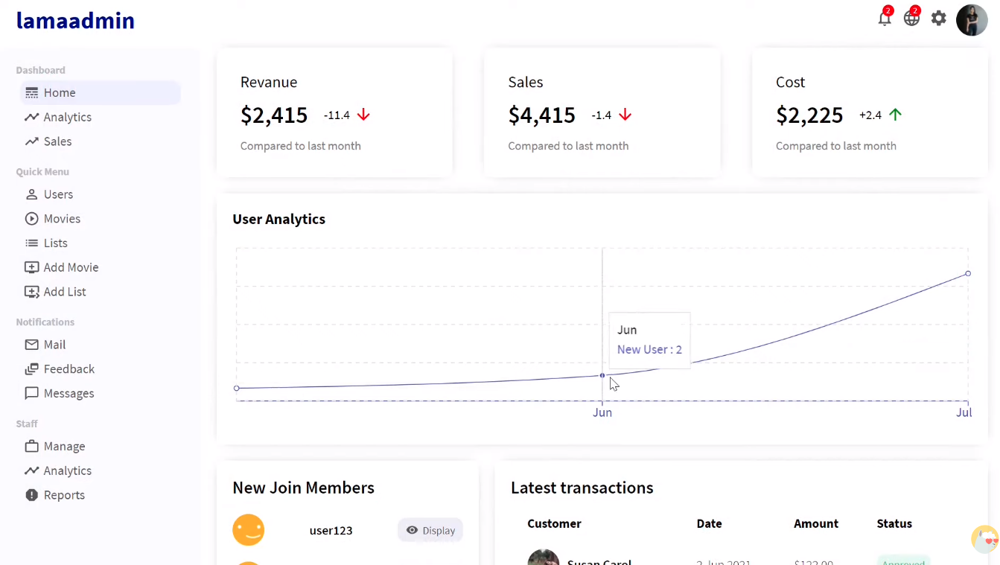 lamaadmin
2
2
Dashboard
Home
Analytics
Sales
Quick Menu
Users
Movies
Lists
Add Movie
Add List
Notifications
Mail
Feedback
Messages
Staff
Manage
Analytics
Reports
Revanue
$2,415 -11.4
Compared to last month
Sales
$4,415 -1.4
Compared to last month
Cost
$2,225 +2.4
Compared to last month
User Analytics
Jun
New User : 2
Jun Jul
New Join Members
user123 Display
Latest transactions
Customer Date Amount Status
Susan Carol 2 Jun 2021 $122.00 Approved